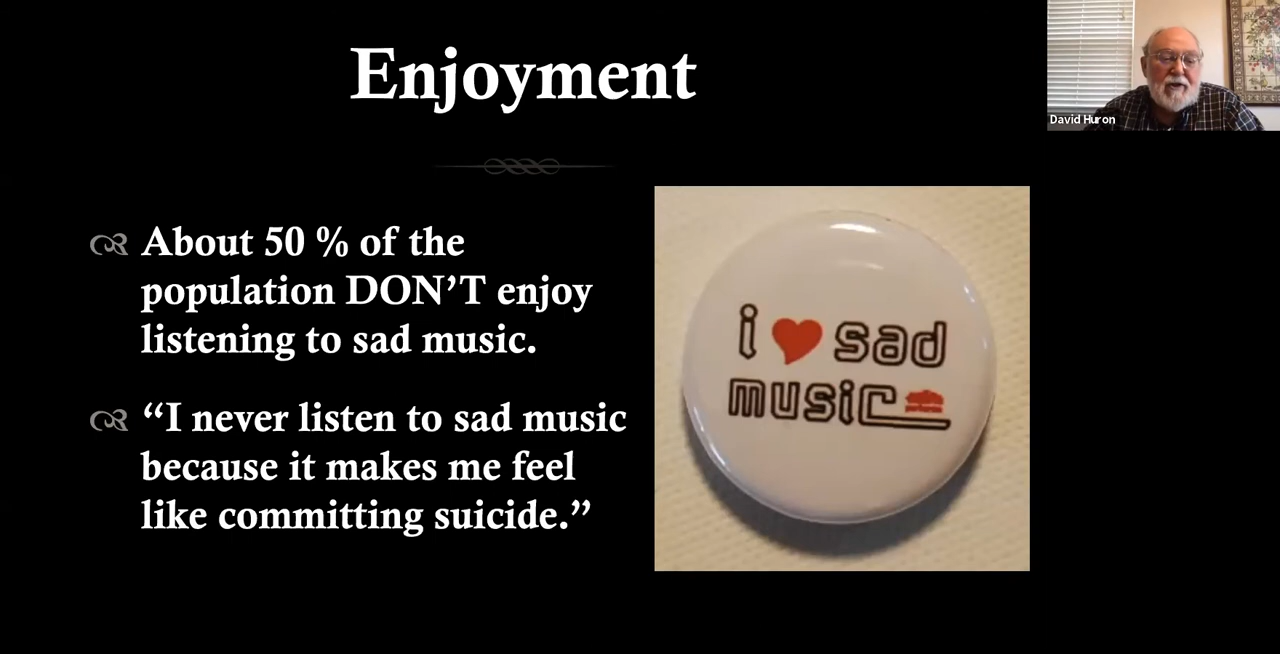 Enjoyment
David Huron
About 50 % of the
population DON’T enjoy
listening to sad music.
“I never listen to sad music
because it makes me feel
like committing suicide.”
i ❤ sad
music